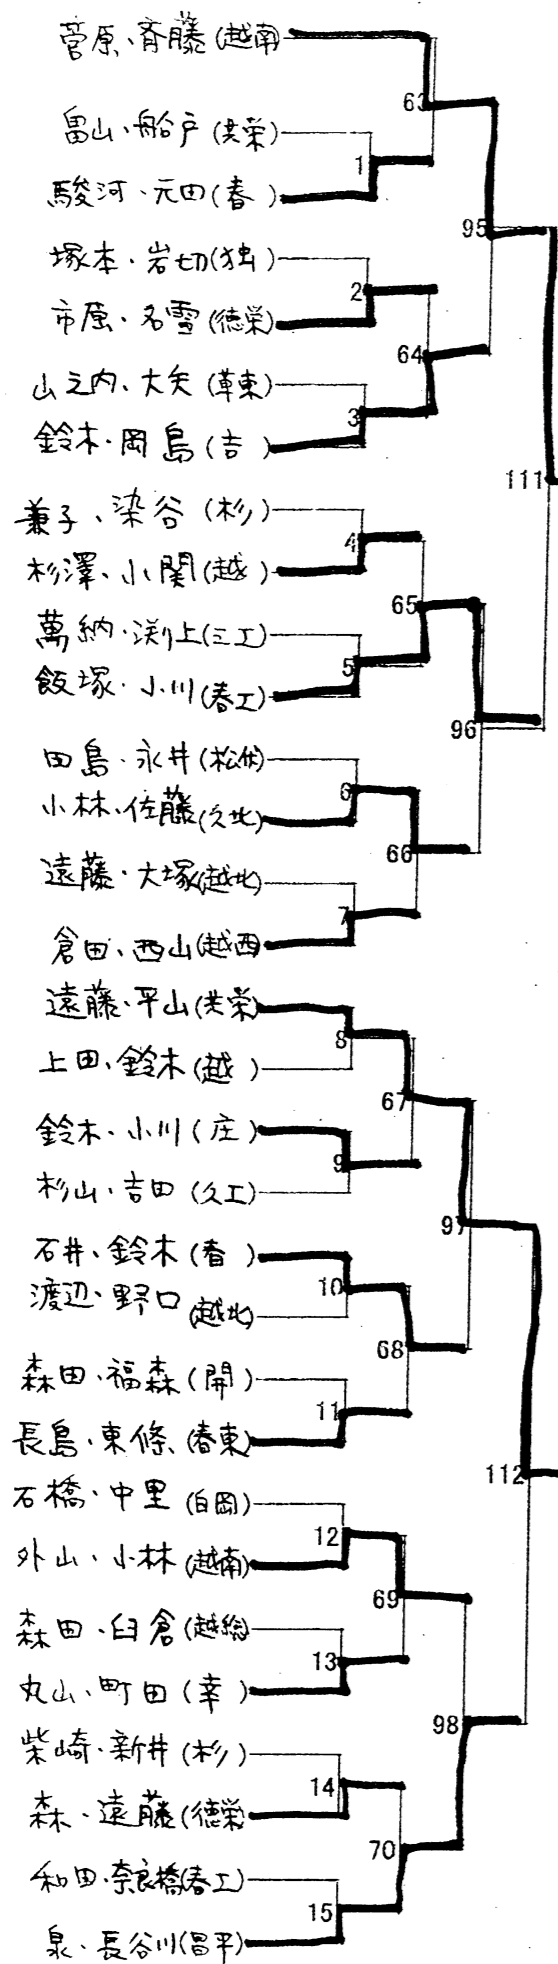 菅原・斉藤(越南)
63
畠山・船戸(共栄)
1
駿河・元田(春)
95
塚本・岩切(独)
2
市原・名雪(徳栄)
64
山之内・大矢(草東)
3
鈴木・岡島(吉)
111
兼子・染谷(杉)
4
杉澤・小関(越)
65
萬納・渕上(三工)
5
飯塚・小川(春工)
96
田島・永井(松伏)
6
小林・佐藤(久北)
66
遠藤・大塚(越北)
7
倉田・西山(越西)
遠藤・平山(共栄)
8
上田・鈴木(越)
67
鈴木・小川(庄)
9
杉山・吉田(久工)
97
石井・鈴木(春)
10
渡辺・野口(越北)
68
森田・福森(開)
11
長島・東條(春東)
112
石橋・中里(白岡)
12
外山・小林(越南)
69
森田・臼倉(越総)
13
丸山・町田(幸)
98
柴崎・新井(杉)
14
森・遠藤(徳栄)
70
和田・奈良橋(春工)
15
泉・長谷川(昌平)